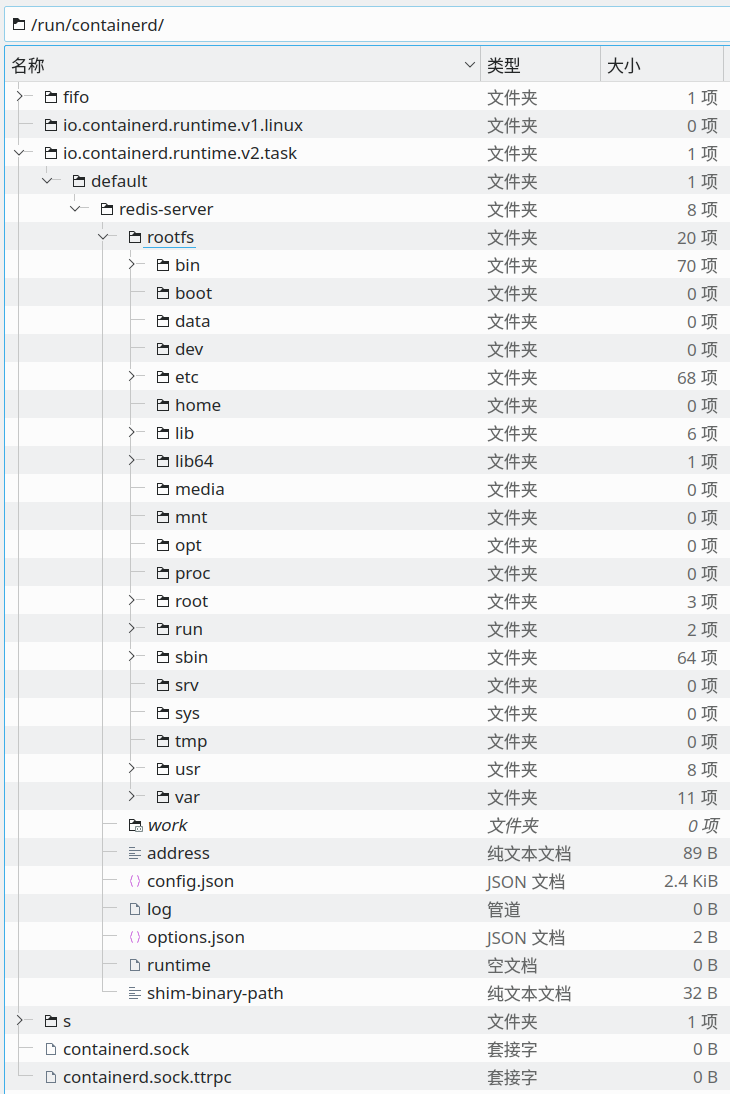 /run/containerd/
名称 类型 大小
fifo 文件夹 1 项
io.containerd.runtime.v1.linux 文件夹 0 项
io.containerd.runtime.v2.task 文件夹 1 项
default 文件夹 1 项
redis-server 文件夹 8 项
rootfs 文件夹 20 项
bin 文件夹 70 项
boot 文件夹 0 项
data 文件夹 0 项
dev 文件夹 0 项
etc 文件夹 68 项
home 文件夹 0 项
lib 文件夹 6 项
lib64 文件夹 1 项
media 文件夹 0 项
mnt 文件夹 0 项
opt 文件夹 0 项
proc 文件夹 0 项
root 文件夹 3 项
run 文件夹 2 项
sbin 文件夹 64 项
srv 文件夹 0 项
sys 文件夹 0 项
tmp 文件夹 0 项
usr 文件夹 8 项
var 文件夹 11 项
work 文件夹 0 项
address 纯文本文档 89 B
config.json JSON 文档 2.4 KiB
log 管道 0 B
options.json JSON 文档 2 B
runtime 空文档 0 B
shim-binary-path 纯文本文档 32 B
s 文件夹 1 项
containerd.sock 套接字 0 B
containerd.sock.ttrpc 套接字 0 B